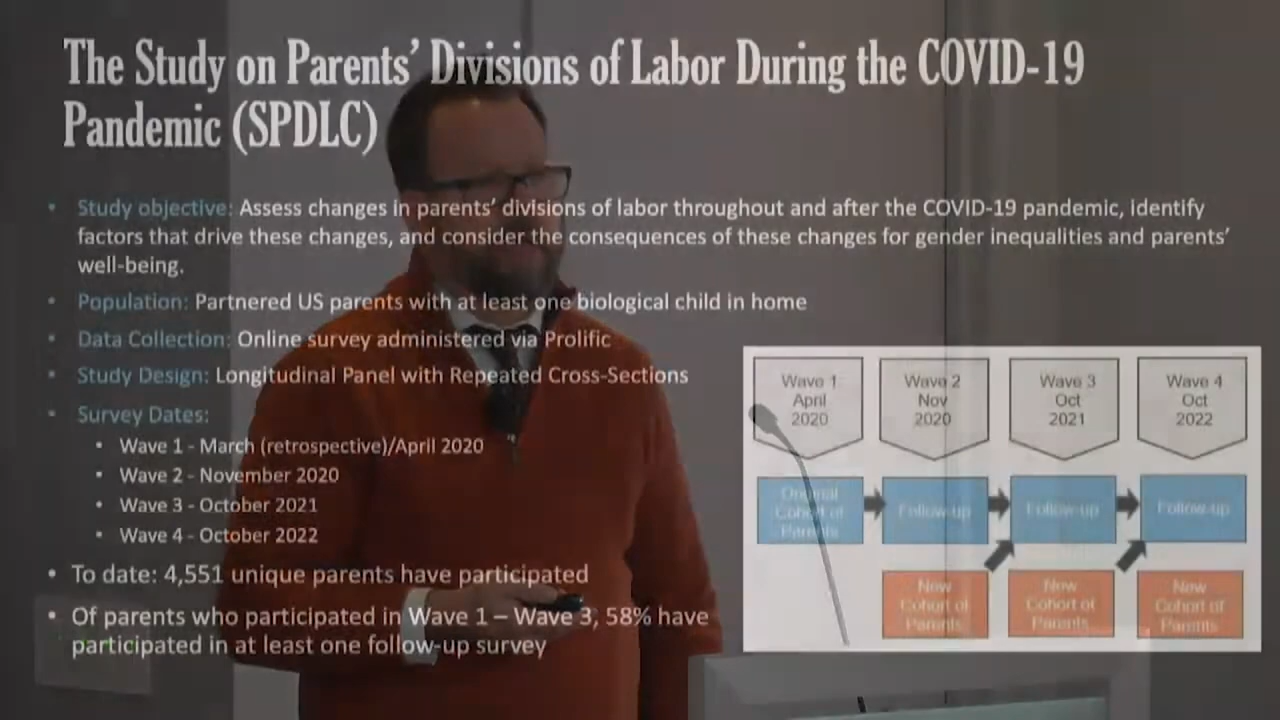 The Study on Parents' Divisions of Labor During the COVID-19
Pandemic (SPDLC)
• Study objective: Assess changes in parents' divisions of labor throughout and after the COVID-19 pandemic, identify
factors that drive these changes, and consider the consequences of these changes for gender inequalities and parents'
well-being.
• Population: Partnered US parents with at least one biological child in home
• Data Collection: Online survey administered via Prolific
• Study Design: Longitudinal Panel with Repeated Cross-Sections
• Survey Dates:
• Wave 1 - March (retrospective)/April 2020
• Wave 2 - November 2020
• Wave 3 - October 2021
• Wave 4 - October 2022
• To date: 4,551 unique parents have participated
• Of parents who participated in Wave 1 – Wave 3, 58% have
participated in at least one follow-up survey
Wave 1
April
2020
Wave 2
Nov
2020
Wave 3
Oct
2021
Wave 4
Oct
2022
Original
Cohort of
Parents
Follow-up
Follow-up
Follow-up
New
Cohort of
Parents
New
Cohort of
Parents
New
Cohort of
Parents